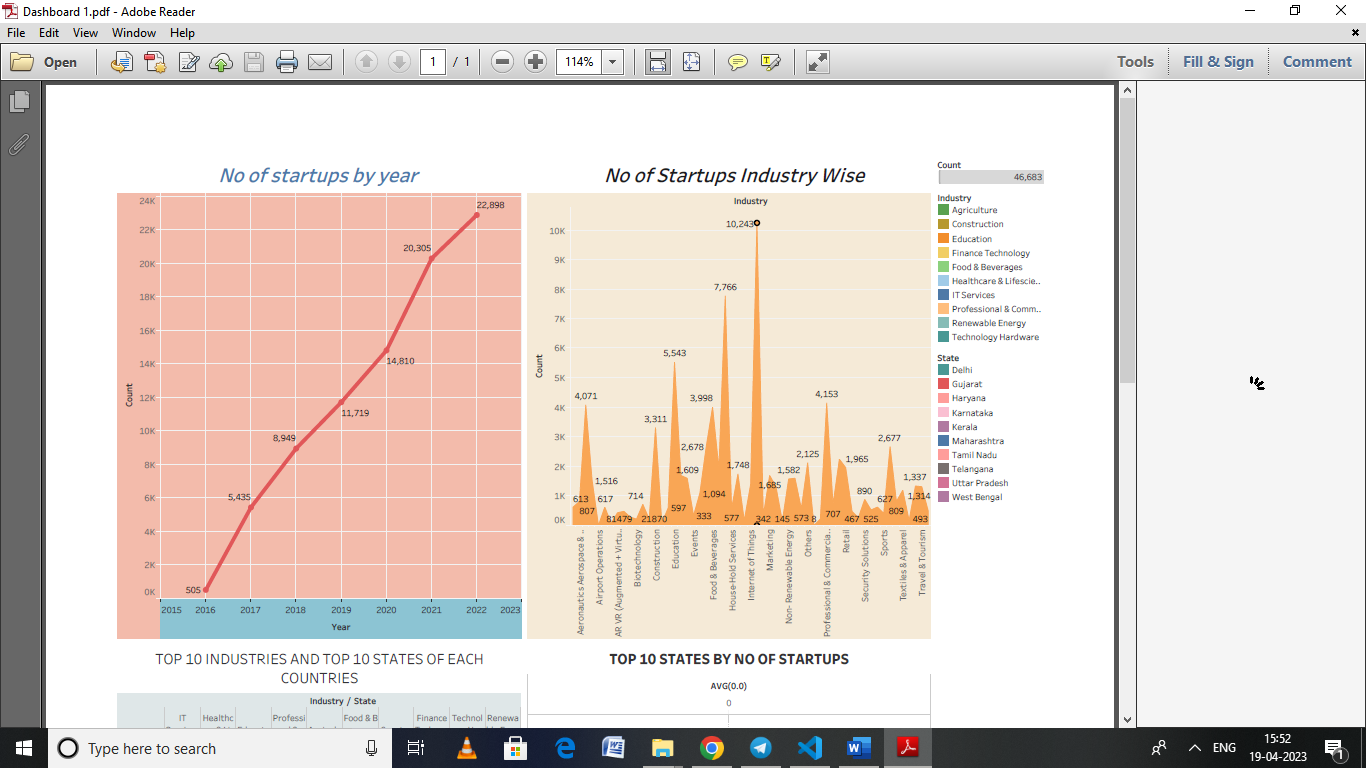 Dashboard 1.pdf - Adobe Reader
File Edit View Window Help
Open
1 / 1
114%
Tools
Fill & Sign
Comment
No of startups by year
24K
22K
20K
18K
16K
14K
12K
10K
8K
6K
4K
2K
0K
Count
505
5,435
8,949
11,719
14,810
20,305
22,898
2015 2016 2017 2018 2019 2020 2021 2022 2023
Year
No of Startups Industry Wise
Industry
10K
9K
8K
7K
6K
5K
4K
3K
2K
1K
0K
Count
10,243
7,766
5,543
4,071
3,998
4,153
3,311
2,678
2,677
2,125
1,965
1,748
1,609
1,582
1,685
1,516
1,337
1,314
1,094
890
714
613
617
627
807
809
597
707
333
577
342
145
573
8
467
525
493
81479
21870
Aeronautics Aerospace & ..
Airport Operations
AR VR (Augmented + Virtu..
Biotechnology
Construction
Education
Events
Food & Beverages
House-Hold Services
Internet of Things
Marketing
Non- Renewable Energy
Others
Professional & Commercia..
Retail
Security Solutions
Sports
Textiles & Apparel
Travel & Tourism
Count
46,683
Industry
Agriculture
Construction
Education
Finance Technology
Food & Beverages
Healthcare & Lifescie..
IT Services
Professional & Comm..
Renewable Energy
Technology Hardware
State
Delhi
Gujarat
Haryana
Karnataka
Kerala
Maharashtra
Tamil Nadu
Telangana
Uttar Pradesh
West Bengal
TOP 10 INDUSTRIES AND TOP 10 STATES OF EACH
COUNTRIES
Industry / State
IT Healthc Professi Food & B Finance Technol Renewa
TOP 10 STATES BY NO OF STARTUPS
AVG(0.0)
0
Type here to search
ENG
15:52
19-04-2023
1